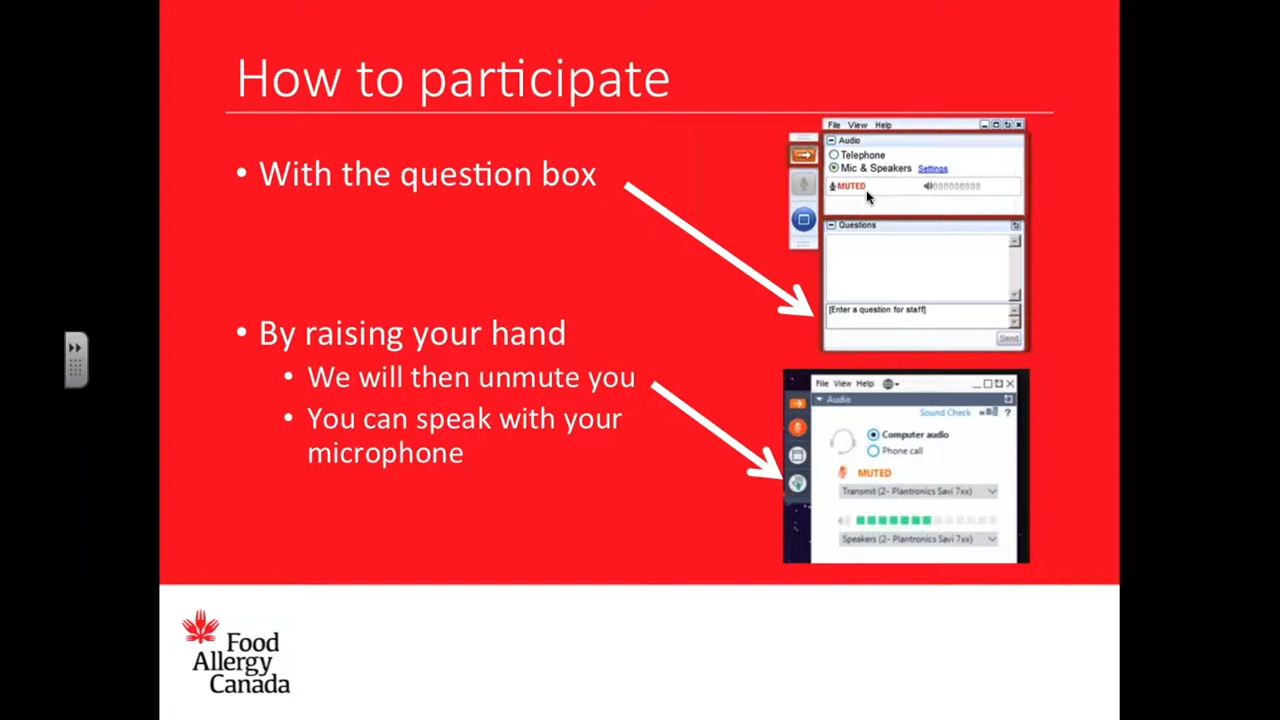 How to participate
• With the question box
• By raising your hand
• We will then unmute you
• You can speak with your
microphone
File View Help
Audio
Telephone
Mic & Speakers Settings
MUTED
Questions
[Enter a question for staff]
Send
File View Help
Audio
Sound Check ?
Computer audio
Phone call
MUTED
Transmit (2- Plantronics Savi 7xx)
Speakers (2- Plantronics Savi 7xx)
Food
Allergy
Canada